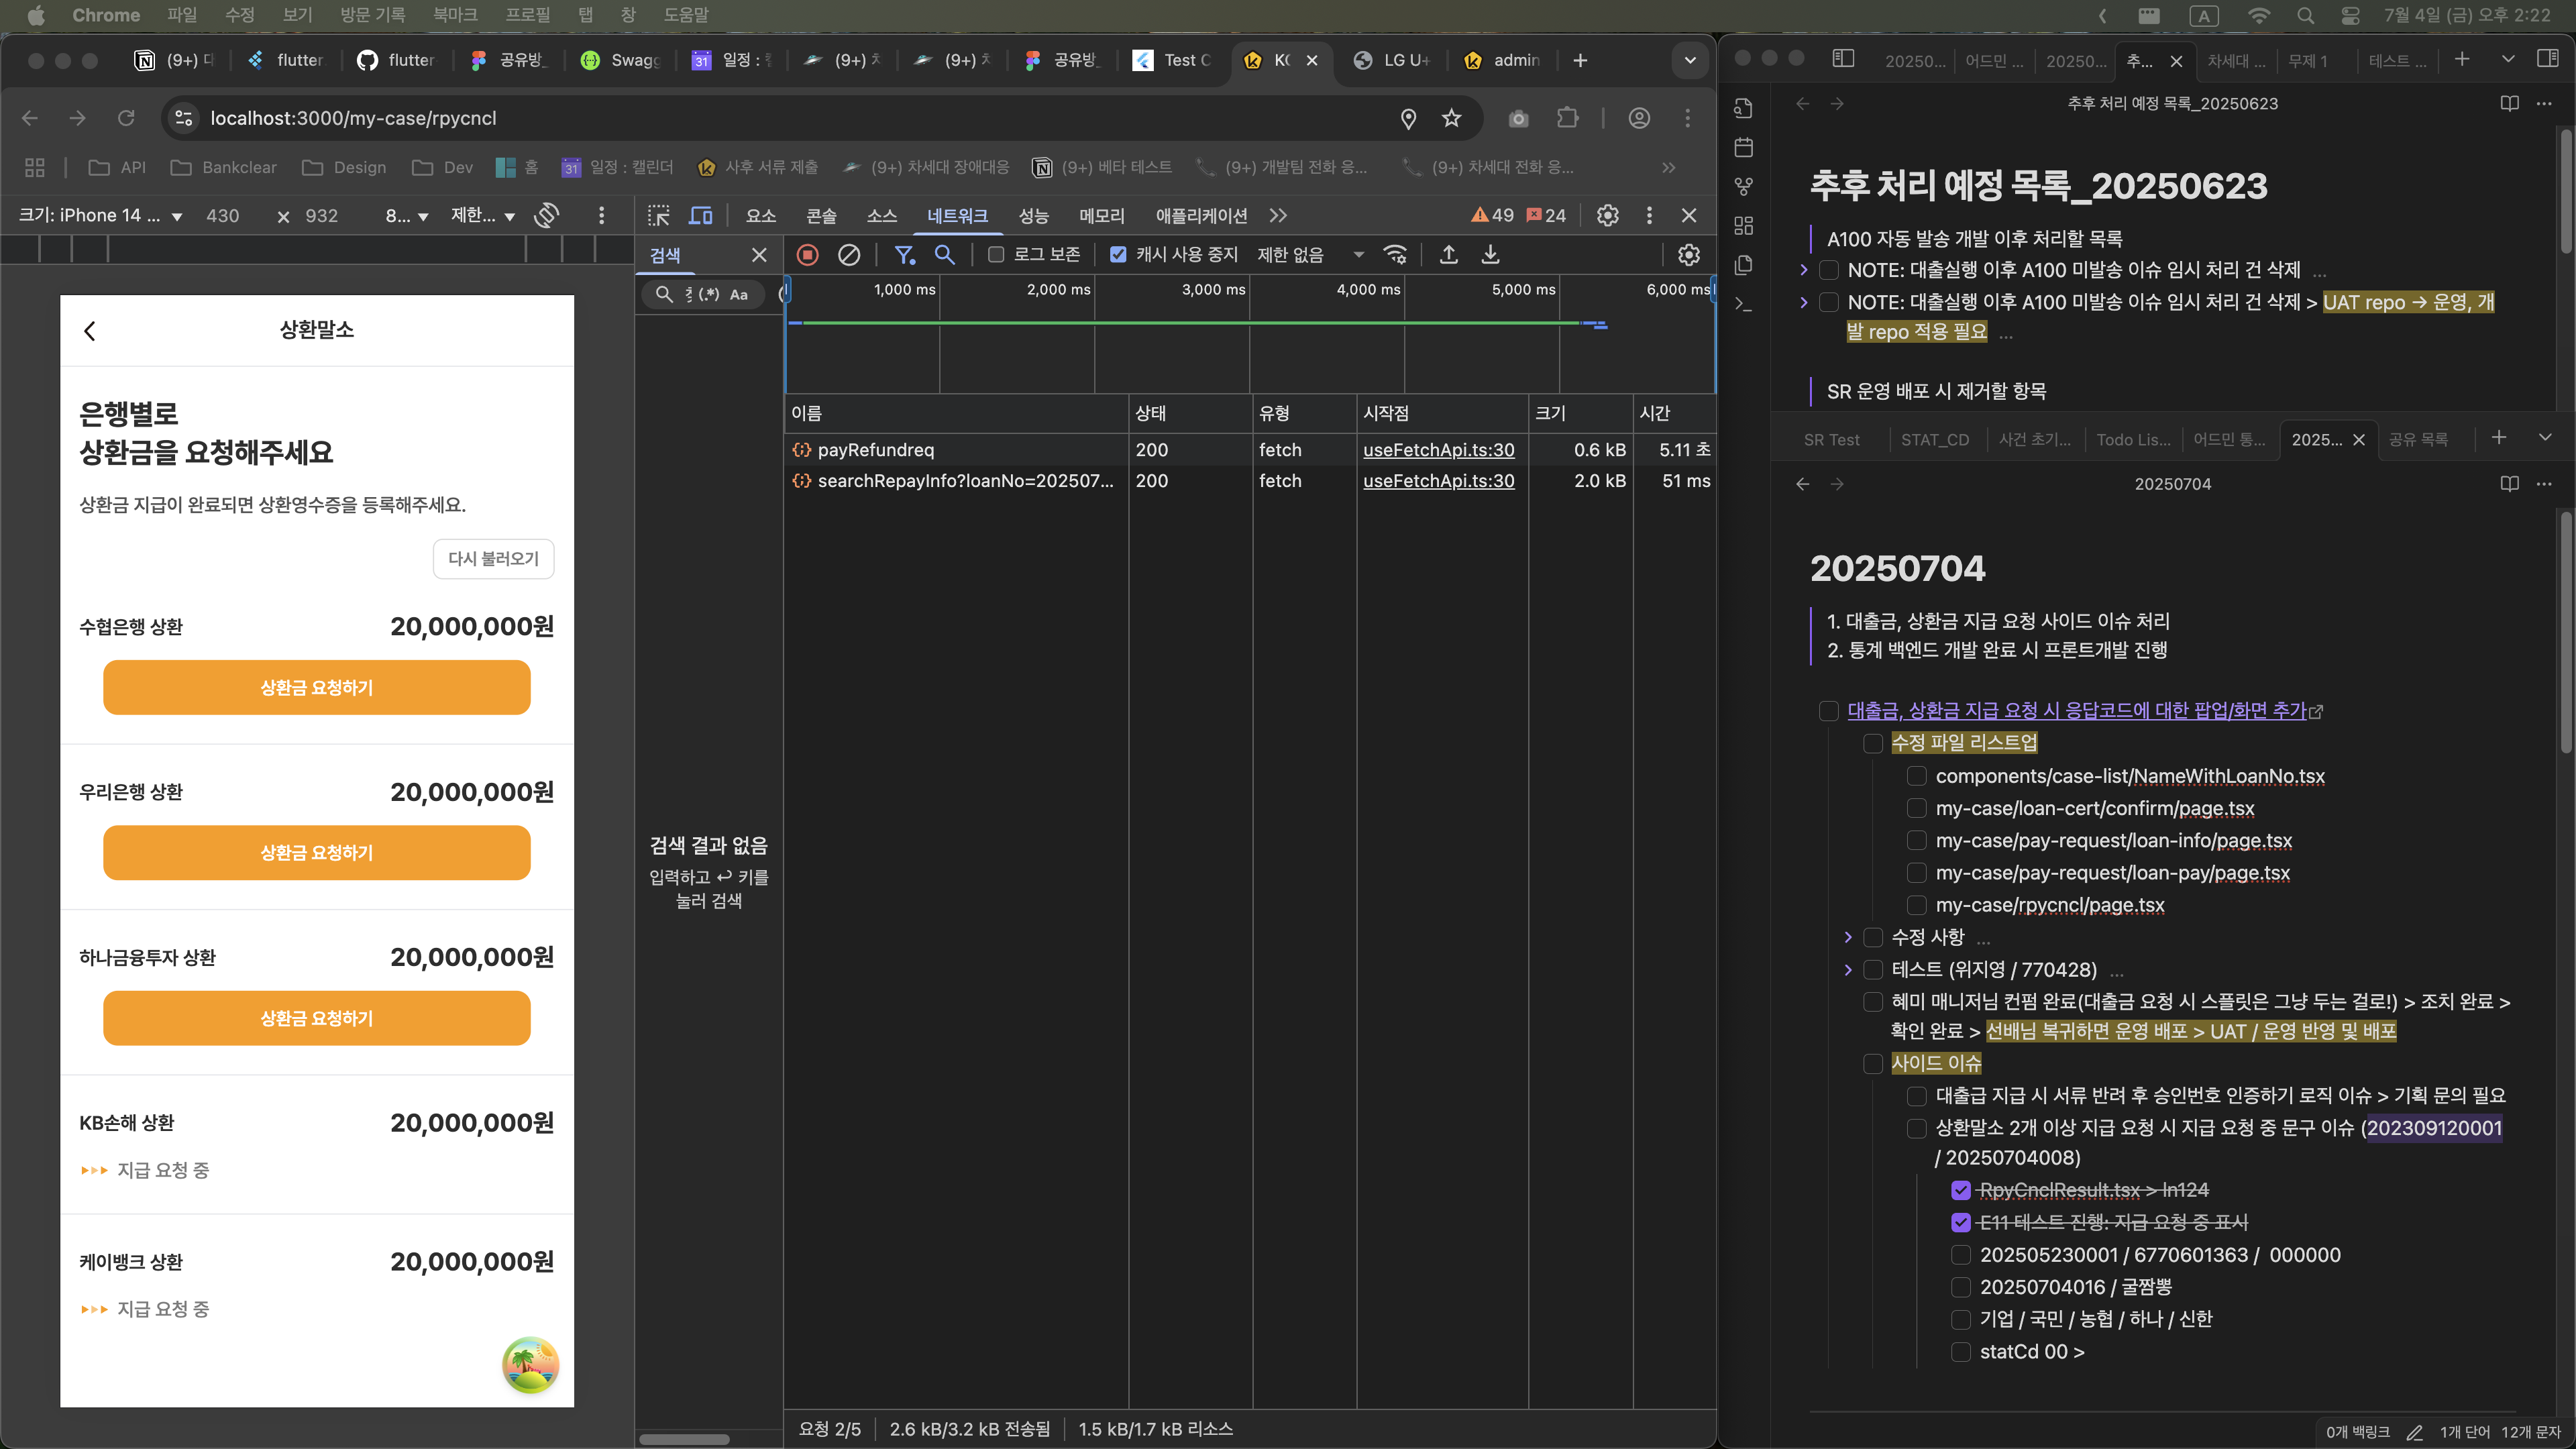 Chrome 파일 수정 보기 방문 기록 북마크 프로필 탭 창 도움말
A 7월 4일 (금) 오후 2:22
(9+) flutter flutter 공유방_ Swagg 31 일정 : (9+) (9+) 공유방_ Test LG U+ admin
localhost:3000/my-case/rpycncl
API Bankclear Design Dev 홈 31 일정 : 캘린더 사후 서류 제출 (9+) 차세대 장애대응 (9+) 베타 테스트 (9+) 개발팀 전화 응... (9+) 차세대 전화 응...
크기: iPhone 14 ... 430 × 932 8... 제한...
요소 콘솔 소스 네트워크 성능 메모리 애플리케이션 49 24
검색
로그 보존 캐시 사용 중지 제한 없음
(.*) Aa
1,000 ms 2,000 ms 3,000 ms 4,000 ms 5,000 ms 6,000 ms
이름 상태 유형 시작점 크기 시간
payRefundreq 200 fetch useFetchApi.ts:30 0.6 kB 5.11 초
searchRepayInfo?loanNo=202507... 200 fetch useFetchApi.ts:30 2.0 kB 51 ms
검색 결과 없음
입력하고 ↩ 키를
눌러 검색
요청 2/5 2.6 kB/3.2 kB 전송됨 1.5 kB/1.7 kB 리소스
상환말소
은행별로
상환금을 요청해주세요
상환금 지급이 완료되면 상환영수증을 등록해주세요.
다시 불러오기
수협은행 상환 20,000,000원
상환금 요청하기
우리은행 상환 20,000,000원
상환금 요청하기
하나금융투자 상환 20,000,000원
상환금 요청하기
KB손해 상환 20,000,000원
지급 요청 중
케이뱅크 상환 20,000,000원
지급 요청 중
20250... 어드민 ... 20250... 추... 차세대 ... 무제 1 테스트 ...
추후 처리 예정 목록_20250623
추후 처리 예정 목록_20250623
A100 자동 발송 개발 이후 처리할 목록
NOTE: 대출실행 이후 A100 미발송 이슈 임시 처리 건 삭제 ...
NOTE: 대출실행 이후 A100 미발송 이슈 임시 처리 건 삭제 > UAT repo → 운영, 개
발 repo 적용 필요 ...
SR 운영 배포 시 제거할 항목
SR Test STAT_CD 사건 초기... Todo Lis... 어드민 통... 2025... 공유 목록
20250704
20250704
1. 대출금, 상환금 지급 요청 사이드 이슈 처리
2. 통계 백엔드 개발 완료 시 프론트개발 진행
대출금, 상환금 지급 요청 시 응답코드에 대한 팝업/화면 추가
수정 파일 리스트업
components/case-list/NameWithLoanNo.tsx
my-case/loan-cert/confirm/page.tsx
my-case/pay-request/loan-info/page.tsx
my-case/pay-request/loan-pay/page.tsx
my-case/rpycncl/page.tsx
수정 사항 ...
테스트 (위지영 / 770428) ...
혜미 매니저님 컨펌 완료(대출금 요청 시 스플릿은 그냥 두는 걸로!) > 조치 완료 >
확인 완료 > 선배님 복귀하면 운영 배포 > UAT / 운영 반영 및 배포
사이드 이슈
대출급 지급 시 서류 반려 후 승인번호 인증하기 로직 이슈 > 기획 문의 필요
상환말소 2개 이상 지급 요청 시 지급 요청 중 문구 이슈 (202309120001
/ 20250704008)
RpyCnclResult.tsx > ln124
E11 테스트 진행: 지급 요청 중 표시
202505230001 / 6770601363 / 000000
20250704016 / 굴짬뽕
기업 / 국민 / 농협 / 하나 / 신한
statCd 00 >
0개 백링크 1개 단어 12개 문자